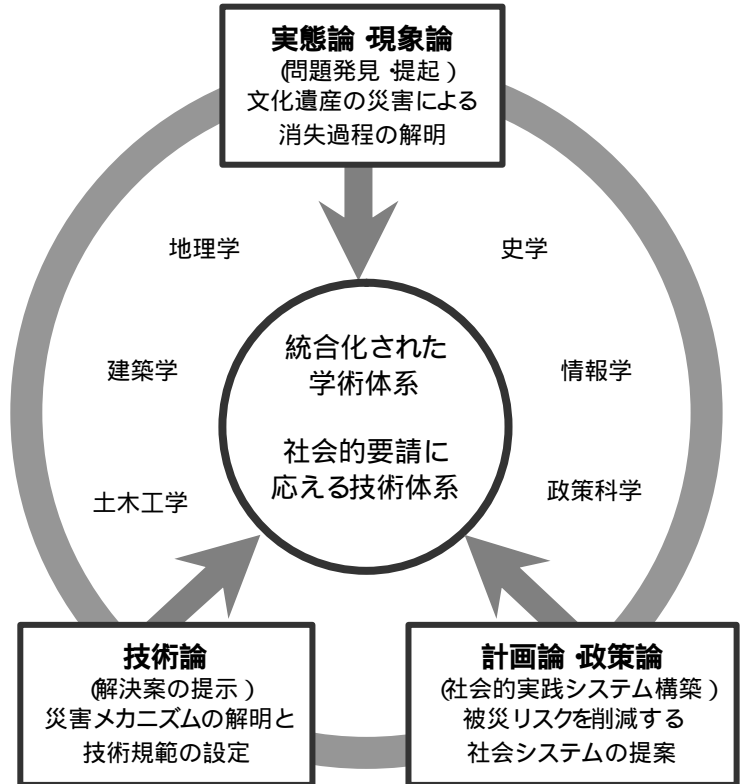 実態論・現象論
(問題発見・提起)
文化遺産の災害による
消失過程の解明
地理学
史学
建築学
情報学
土木工学
政策科学
統合化された
学術体系
社会的要請に
応える技術体系
技術論
(解決案の提示)
災害メカニズムの解明と
技術規範の設定
計画論・政策論
(社会的実践システム構築)
被災リスクを削減する
社会システムの提案